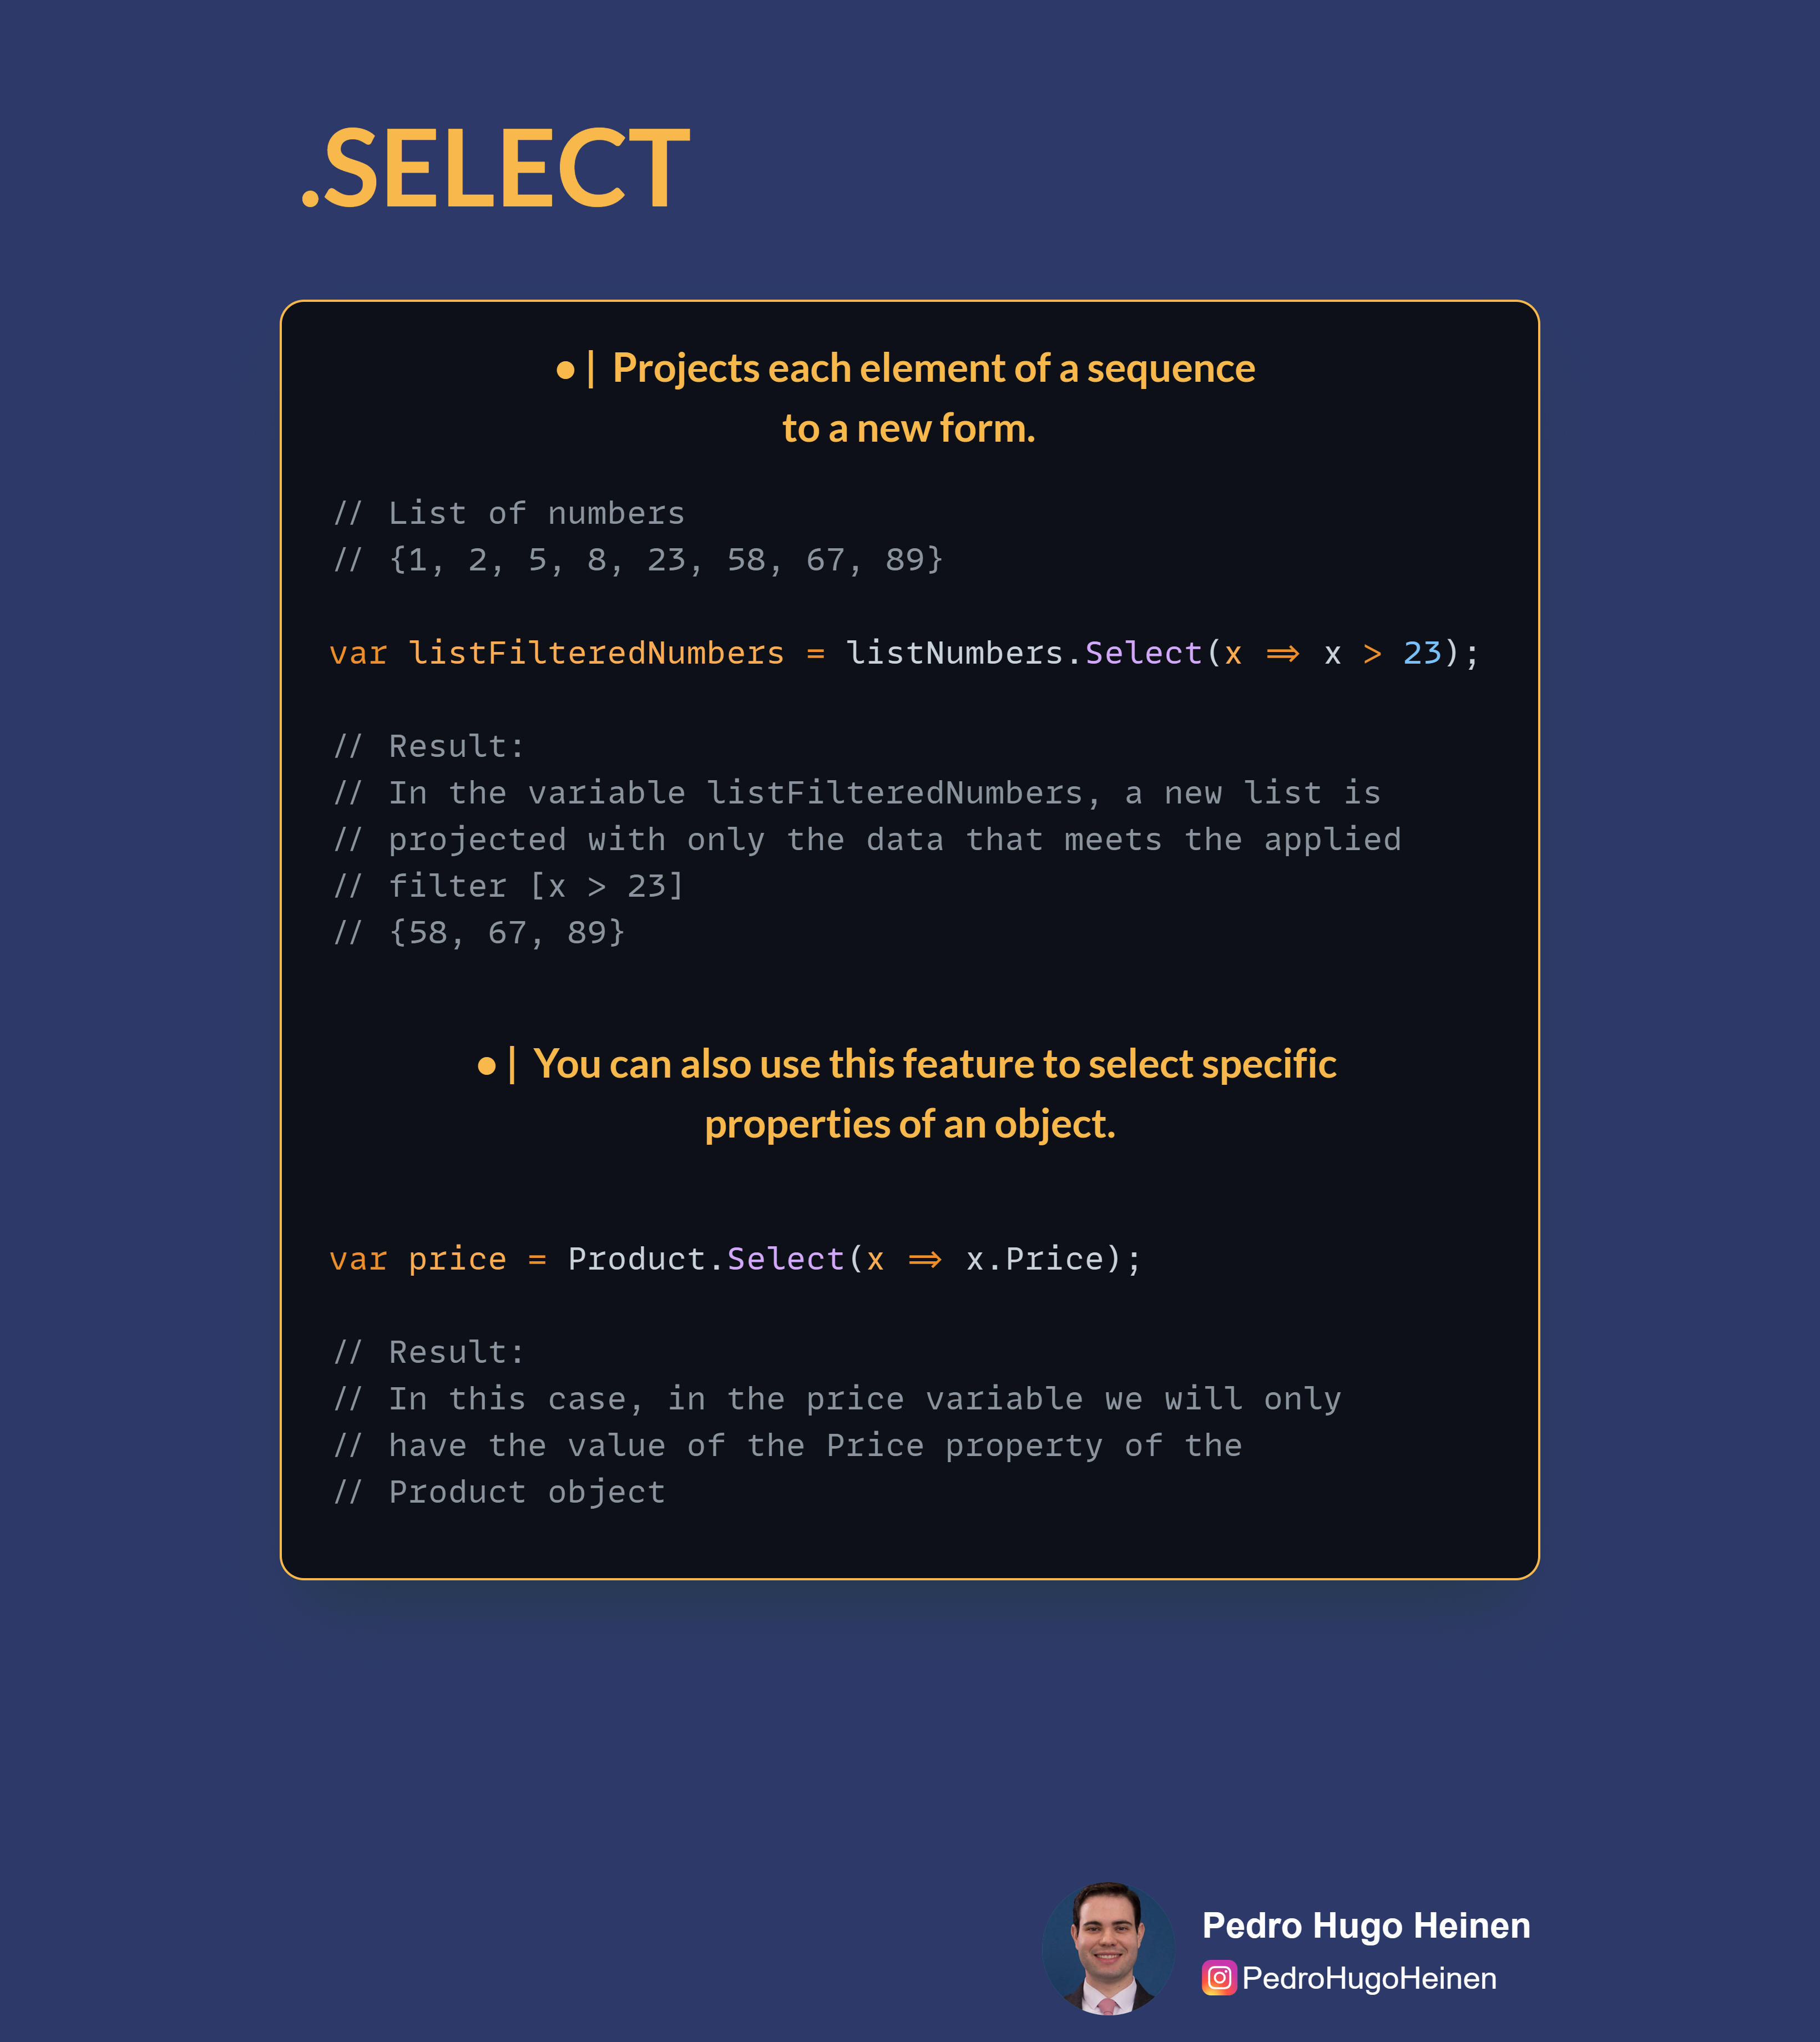 .SELECT
● | Projects each element of a sequence
to a new form.
// List of numbers
// {1, 2, 5, 8, 23, 58, 67, 89}
var listFilteredNumbers = listNumbers.Select(x => x > 23);
// Result:
// In the variable listFilteredNumbers, a new list is
// projected with only the data that meets the applied
// filter [x > 23]
// {58, 67, 89}
● | You can also use this feature to select specific
properties of an object.
var price = Product.Select(x => x.Price);
// Result:
// In this case, in the price variable we will only
// have the value of the Price property of the
// Product object
Pedro Hugo Heinen
PedroHugoHeinen